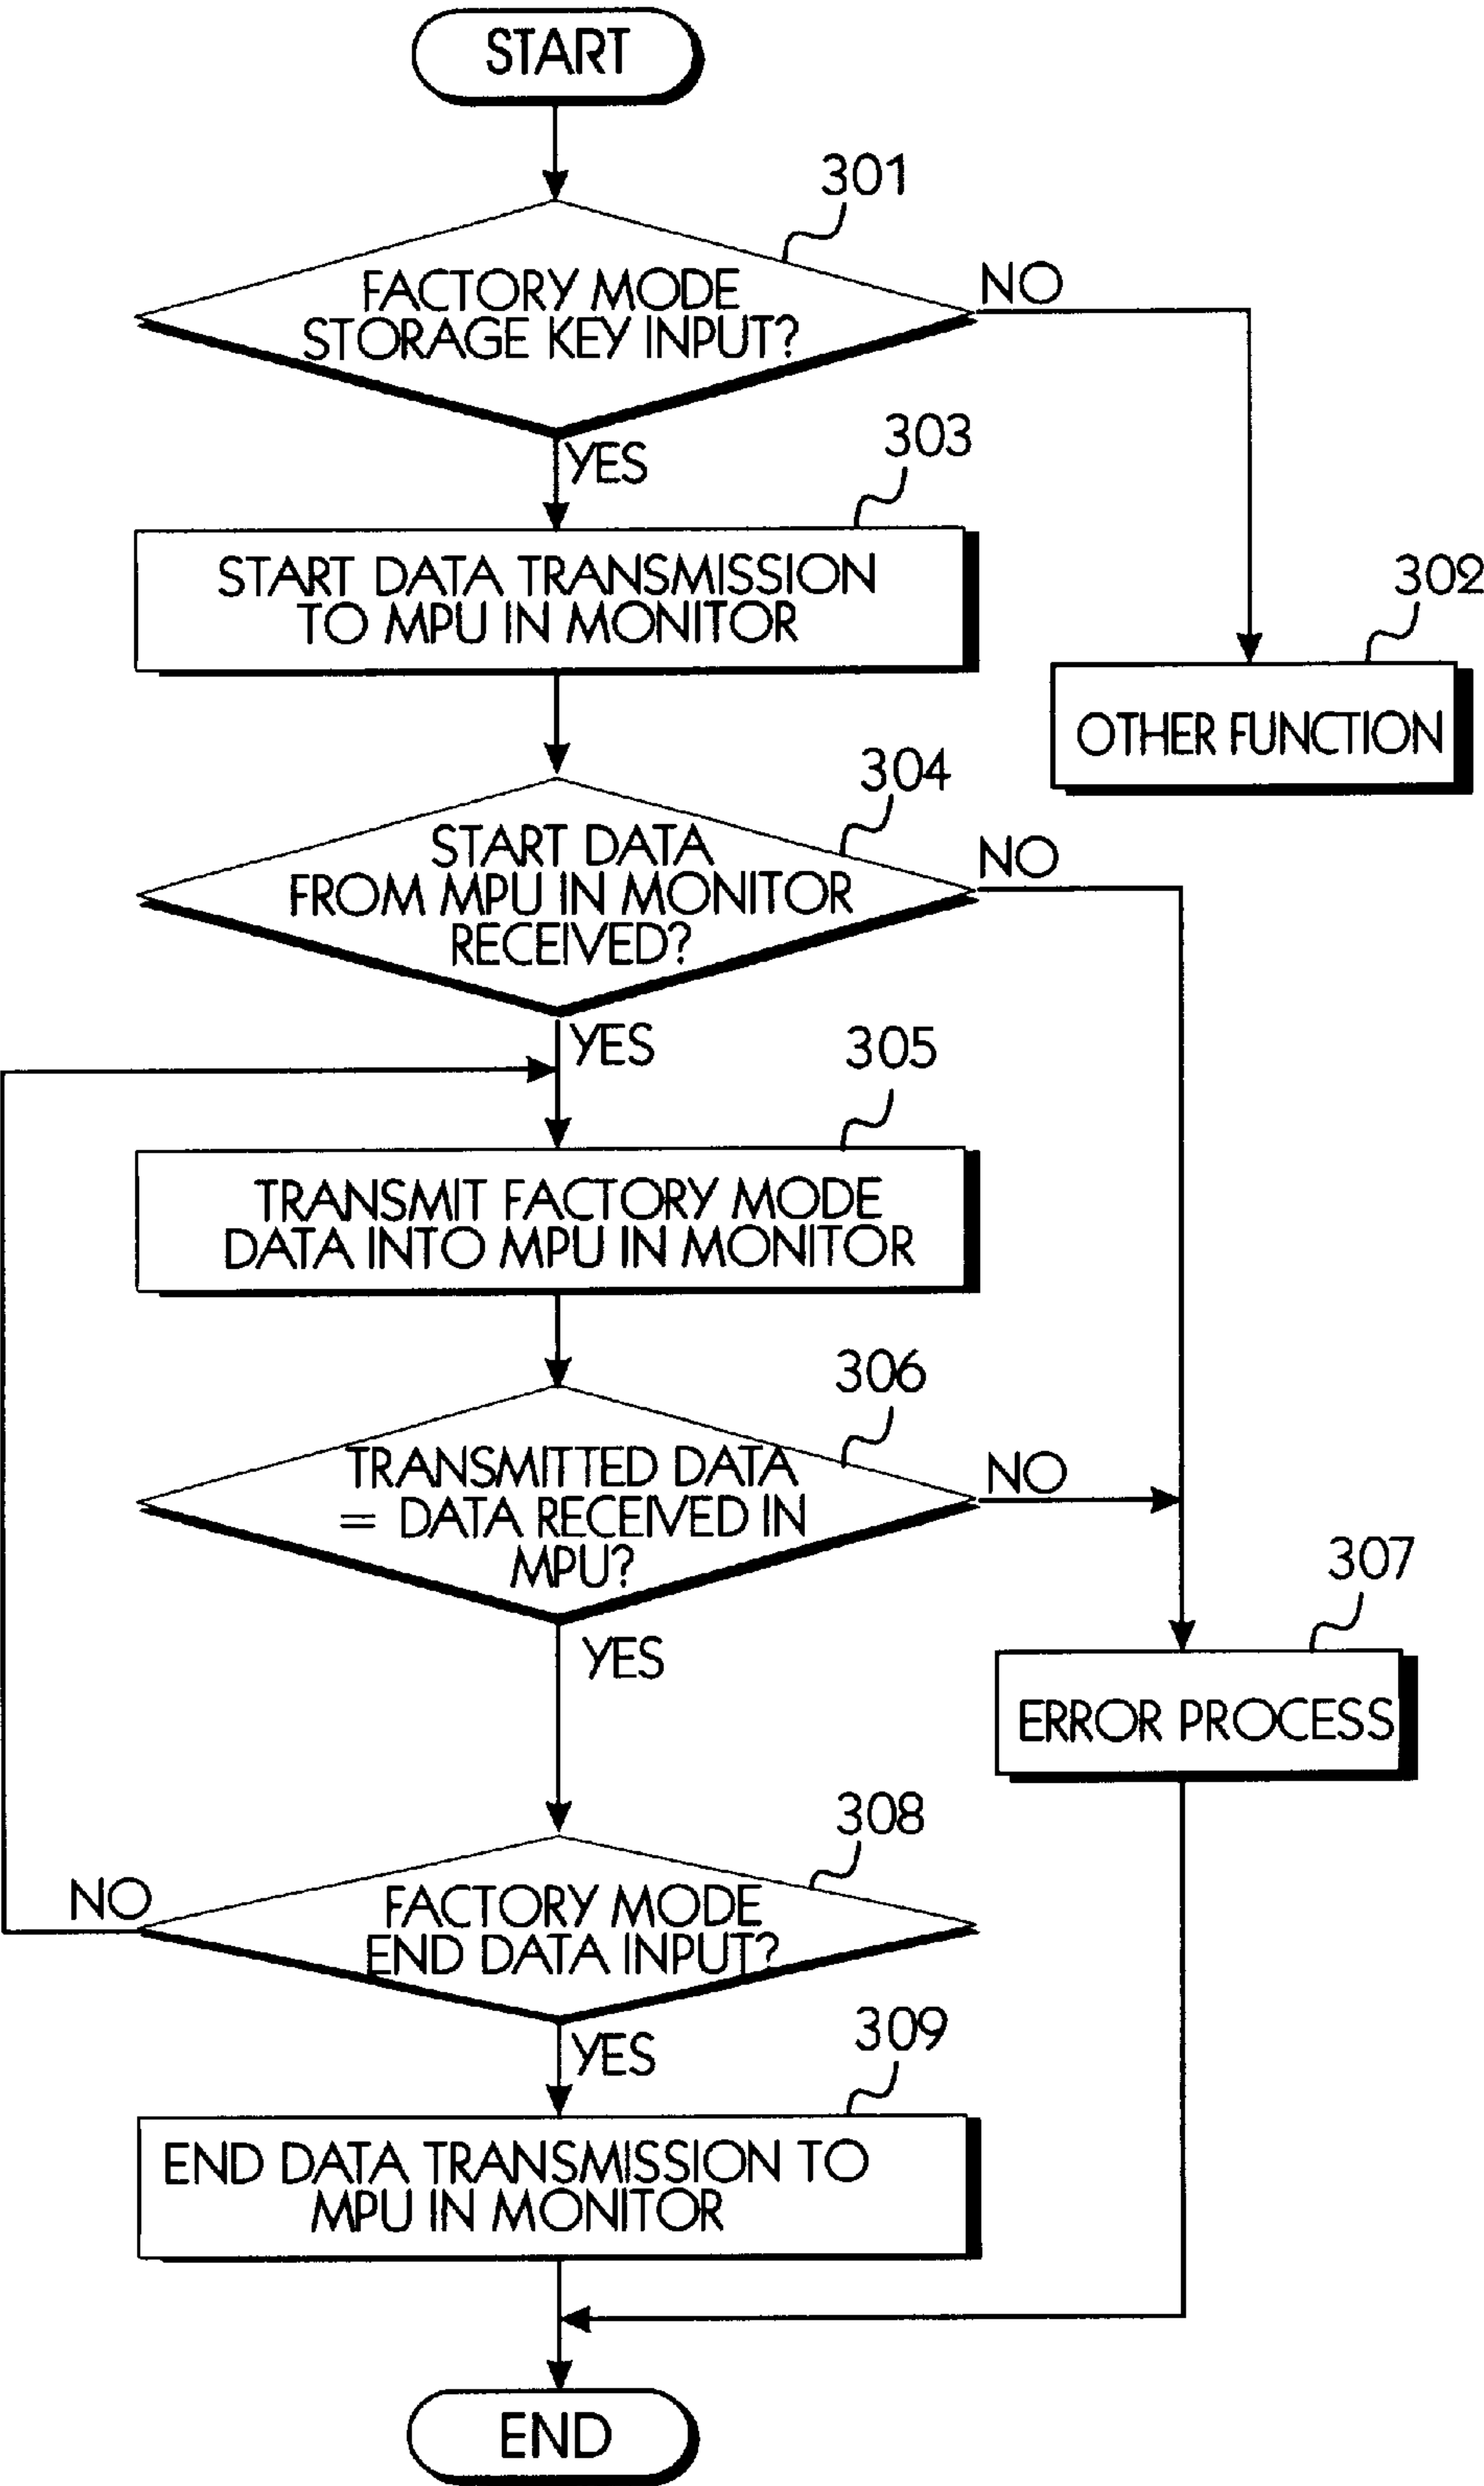 START
301
FACTORY MODE
STORAGE KEY INPUT?
NO
YES
303
START DATA TRANSMISSION
TO MPU IN MONITOR
302
OTHER FUNCTION
304
START DATA
FROM MPU IN MONITOR
RECEIVED?
NO
YES
305
TRANSMIT FACTORY MODE
DATA INTO MPU IN MONITOR
306
TRANSMITTED DATA
= DATA RECEIVED IN
MPU?
NO
YES
307
ERROR PROCESS
308
FACTORY MODE
END DATA INPUT?
NO
YES
309
END DATA TRANSMISSION TO
MPU IN MONITOR
END